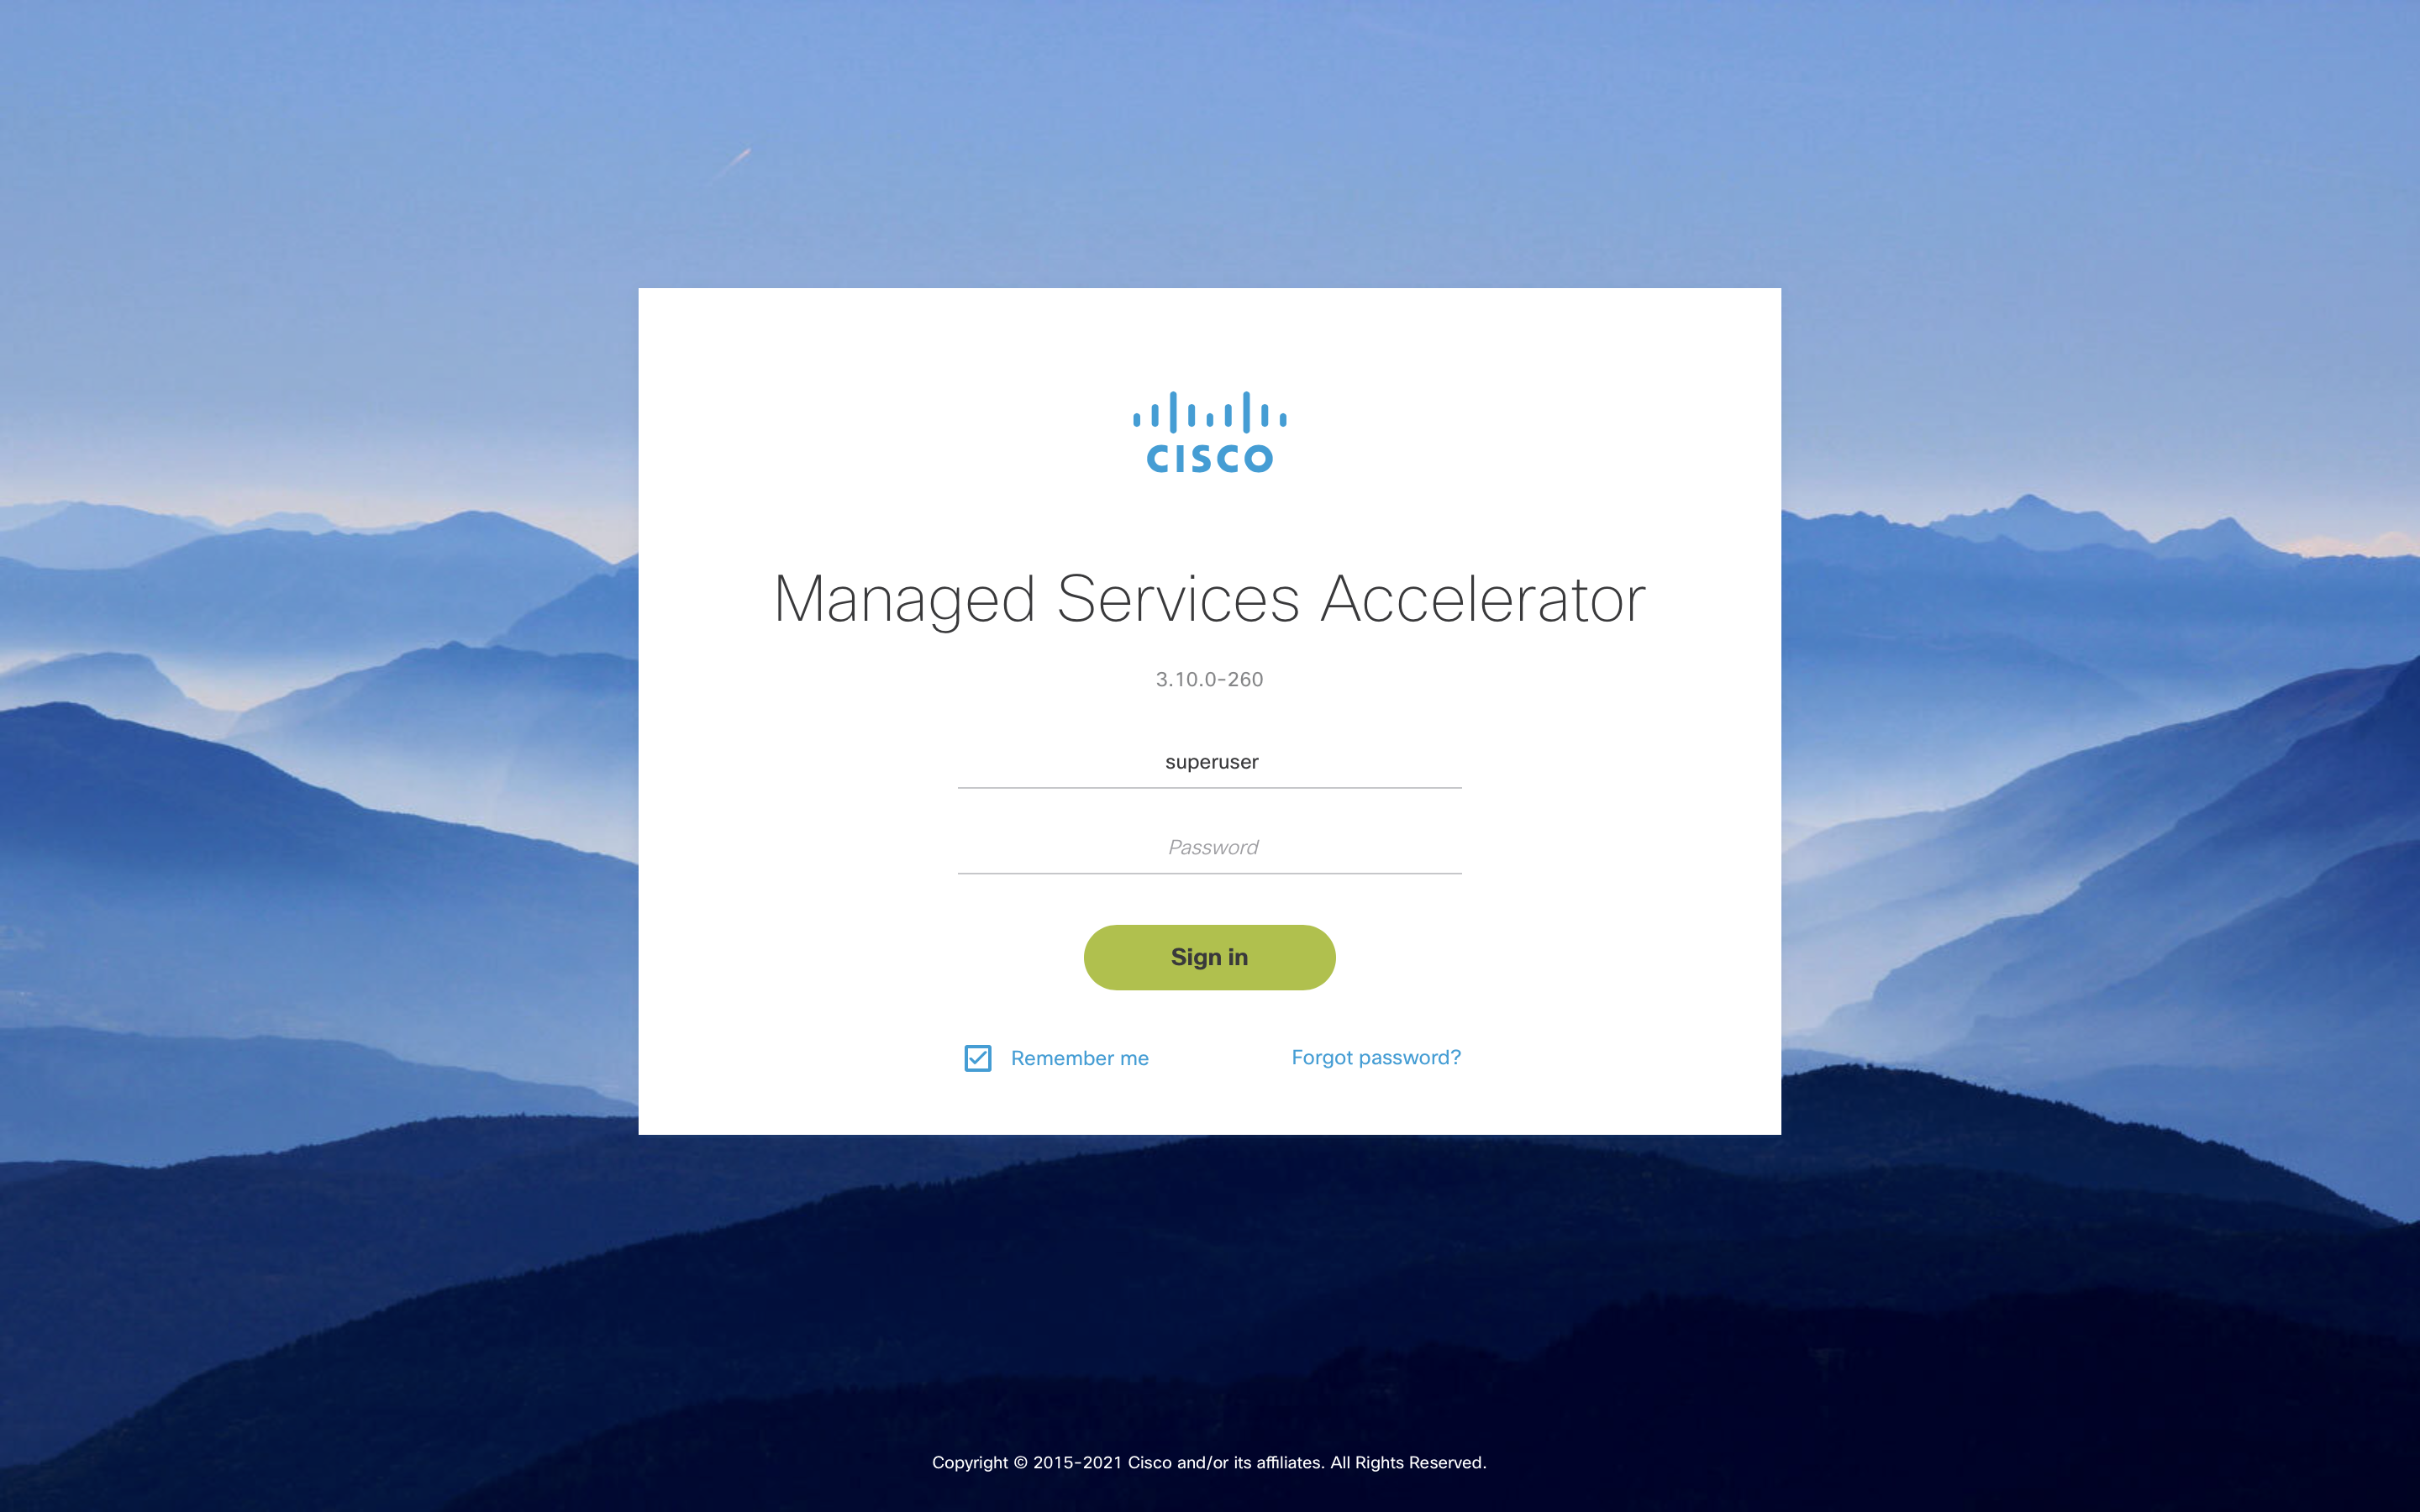 CISCO
Managed Services Accelerator
3.10.0-260
superuser
Password
Sign in
Remember me
Forgot password?
Copyright © 2015-2021 Cisco and/or its affiliates. All Rights Reserved.